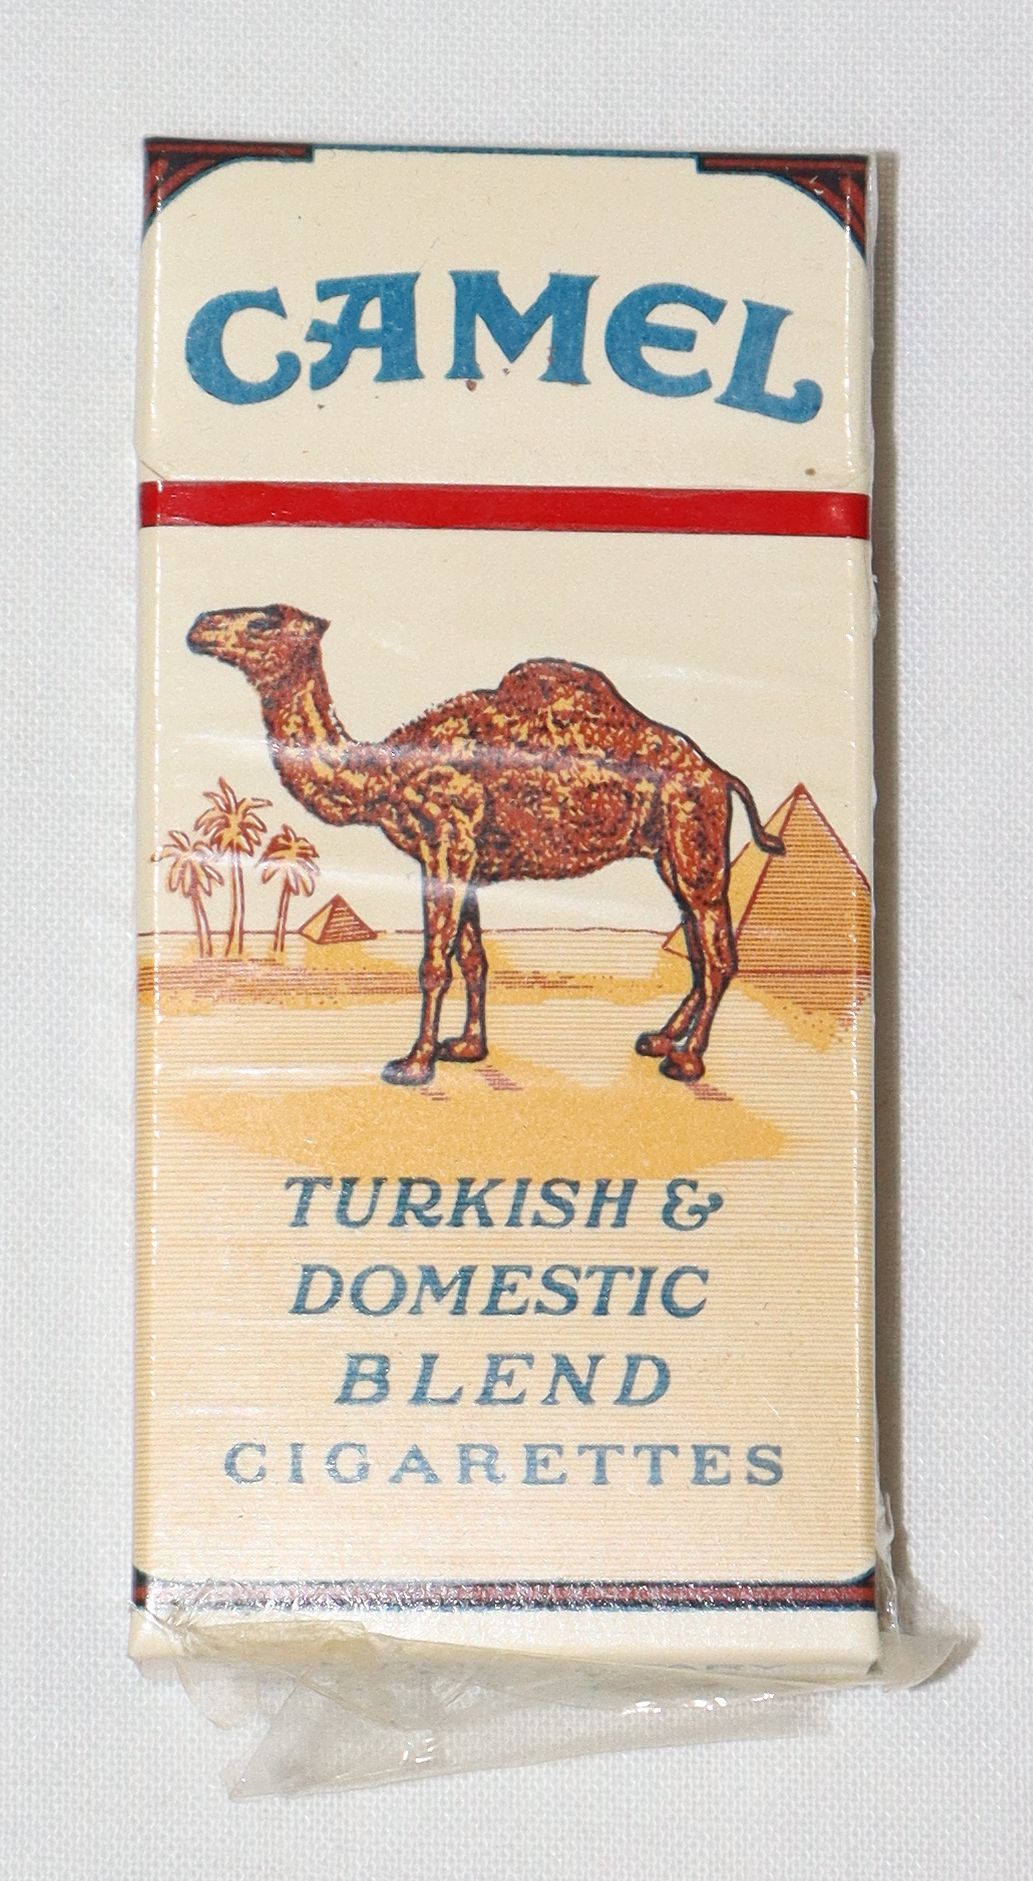 CAMEL
TURKISH &
DOMESTIC
BLEND
CIGARETTES